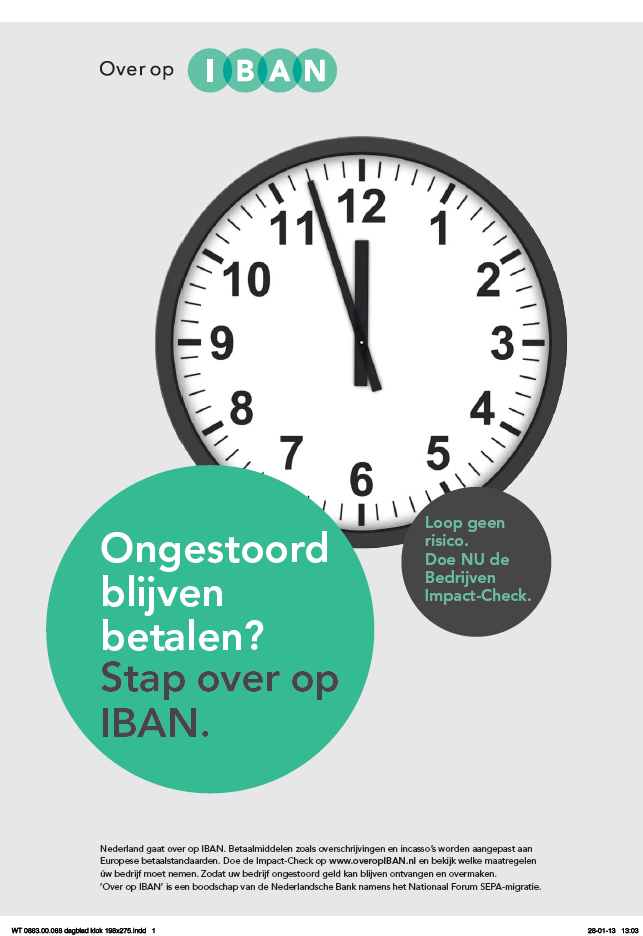 Over op IBAN
12
11
1
10
2
9
3
8
4
7
5
6
Ongestoord
blijven
betalen?
Stap over op
IBAN.
Loop geen
risico.
Doe NU de
Bedrijven
Impact-Check.
Nederland gaat over op IBAN. Betaalmiddelen zoals overschrijvingen en incasso's worden aangepast aan
Europese betaalstandaarden. Doe de Impact-Check op www.overopIBAN.nl en bekijk welke maatregelen
úw bedrijf moet nemen. Zodat uw bedrijf ongestoord geld kan blijven ontvangen en overmaken.
'Over op IBAN' is een boodschap van de Nederlandsche Bank namens het Nationaal Forum SEPA-migratie.
WT 0883.00.088 dagblad klok 198x275.indd 1
28-01-13 13:03